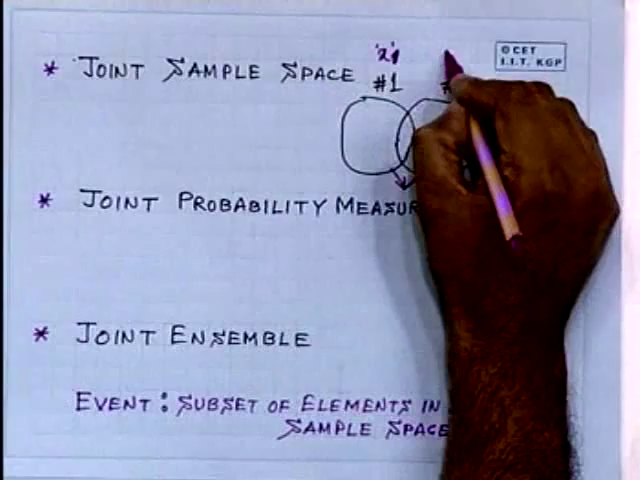 'x'
© CET
I.I.T. KGP
* JOINT SAMPLE SPACE #1 #
* JOINT PROBABILITY MEASUR
* JOINT ENSEMBLE
EVENT : SUBSET OF ELEMENTS IN
SAMPLE SPACE